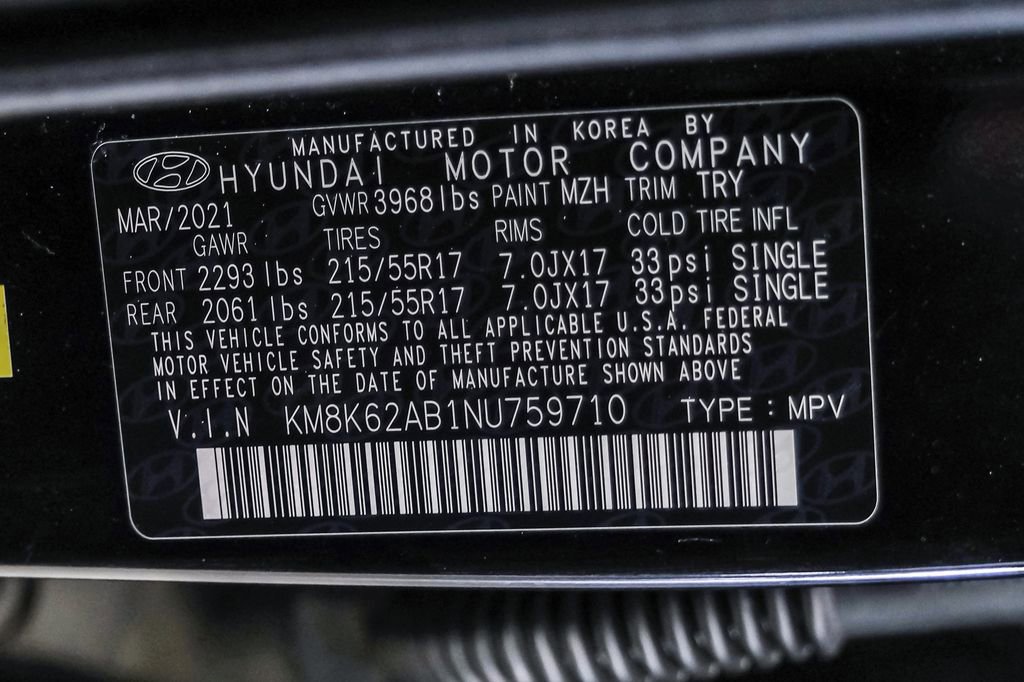 MANUFACTURED IN KOREA BY
HYUNDAI MOTOR COMPANY
MAR/2021 GVWR 3968 lbs PAINT MZH TRIM TRY
GAWR TIRES RIMS COLD TIRE INFL
FRONT 2293 lbs 215/55R17 7.0JX17 33psi SINGLE
REAR 2061 lbs 215/55R17 7.0JX17 33psi SINGLE
THIS VEHICLE CONFORMS TO ALL APPLICABLE U.S.A. FEDERAL
MOTOR VEHICLE SAFETY AND THEFT PREVENTION STANDARDS
IN EFFECT ON THE DATE OF MANUFACTURE SHOWN ABOVE
V.I.N KM8K62AB1NU759710 TYPE : MPV